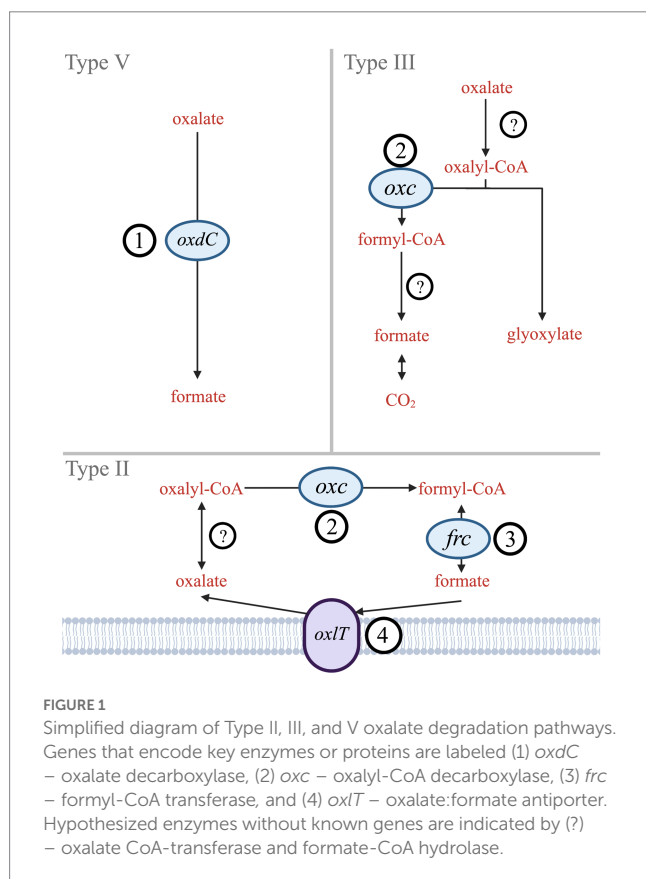 Type V
oxalate
1
oxdC
formate
Type III
oxalate
?
oxalyl-CoA
2
oxc
formyl-CoA
?
formate
glyoxylate
CO₂
Type II
oxalyl-CoA
oxc
formyl-CoA
2
?
frc
3
oxalate
formate
oxlT
4
FIGURE 1
Simplified diagram of Type II, III, and V oxalate degradation pathways.
Genes that encode key enzymes or proteins are labeled (1) oxdC
– oxalate decarboxylase, (2) oxc – oxalyl-CoA decarboxylase, (3) frc
– formyl-CoA transferase, and (4) oxlT – oxalate:formate antiporter.
Hypothesized enzymes without known genes are indicated by (?)
– oxalate CoA-transferase and formate-CoA hydrolase.